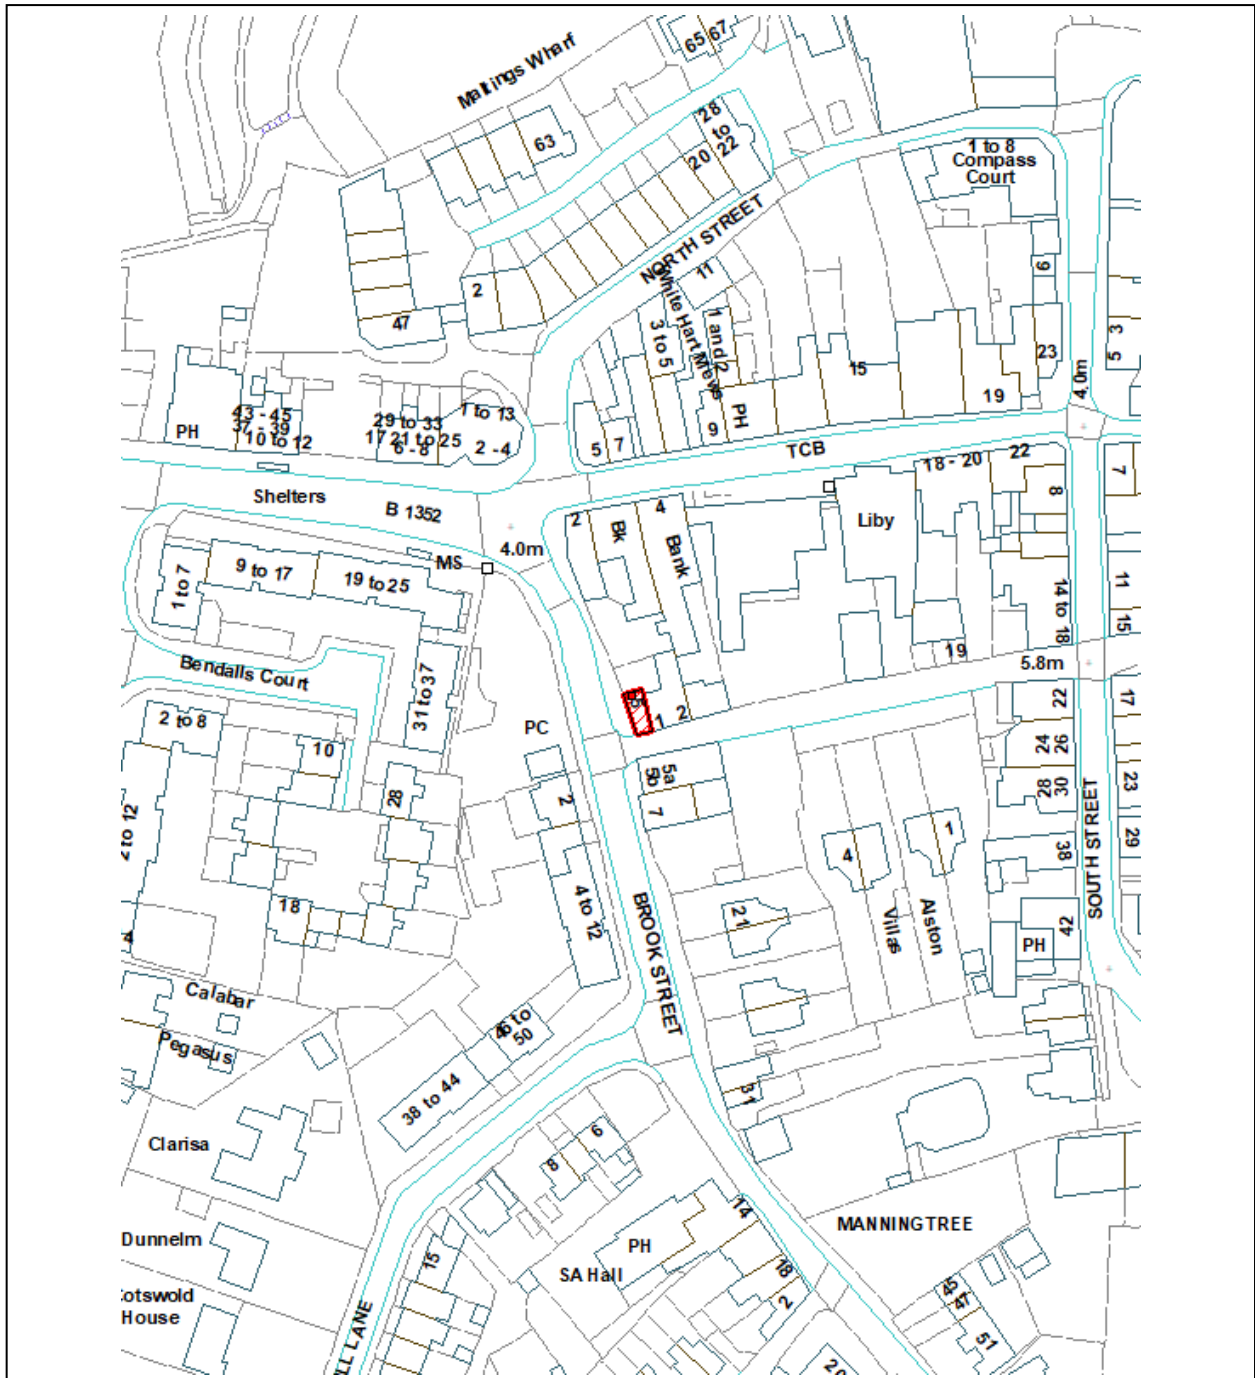 65
67
Maltings Wharf
28
to
22
63
20
1 to 8
Compass
Court
NORTH STREET
11
White Hart Mews
6
2
47
3 to 5
1 and 2
PH
3
5
23
15
4.0m
19
43 - 45
37 - 39
10 to 12
PH
29 to 33
17 21 to 25
6 - 8
1 to 13
2 - 4
5
7
9
TCB
18 - 20
22
7
Shelters
B 1352
2
Bk
4
Bank
Liby
8
MS
4.0m
1 to 7
9 to 17
19 to 25
11
14 to 18
15
19
5.8m
Bendalls Court
31 to 37
1
2
22
17
2 to 8
PC
10
5b
5a
24
26
28
2
7
28
30
23
2 to 12
4
1
38
29
SOUTH STREET
18
4 to 12
BROOK STREET
21
Villas
Alston
42
PH
4
Calabar
Pegasus
46 to
50
38 to 44
31
Clarisa
6
8
14
MANNINGTREE
Dunnelm
PH
SA Hall
15
18
2
otswold
House
45
47
51
LL LANE